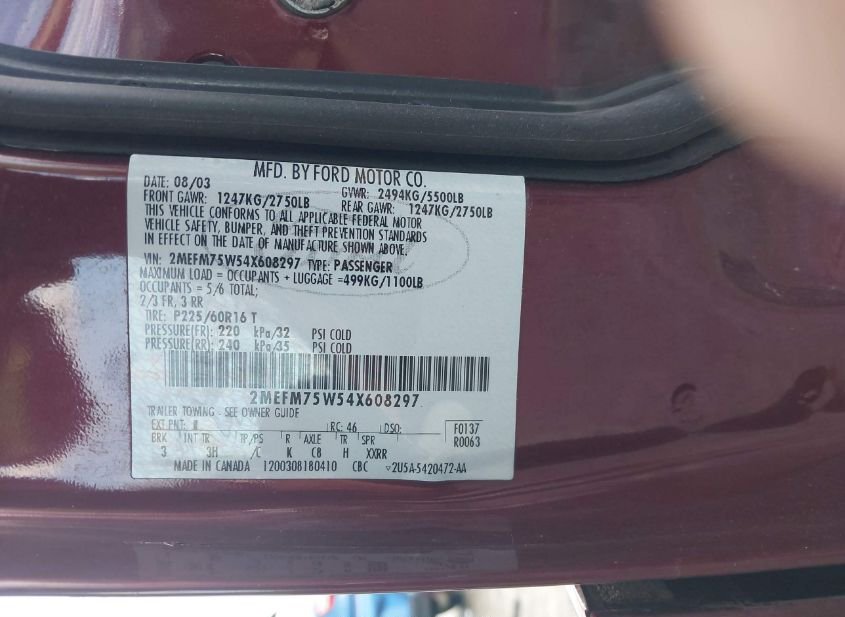 MFD. BY FORD MOTOR CO.
DATE: 08/03 GVWR: 2494KG/5500LB
FRONT GAWR: 1247KG/2750LB REAR GAWR: 1247KG/2750LB
THIS VEHICLE CONFORMS TO ALL APPLICABLE FEDERAL MOTOR
VEHICLE SAFETY, BUMPER, AND THEFT PREVENTION STANDARDS
IN EFFECT ON THE DATE OF MANUFACTURE SHOWN ABOVE.
VIN: 2MEFM75W54X608297 TYPE: PASSENGER
MAXIMUM LOAD = OCCUPANTS + LUGGAGE =499KG/1100LB
OCCUPANTS = 5/6 TOTAL;
2/3 FR, 3 RR
TIRE: P225/60R16 T
PRESSURE(FR): 220 kPa/32 PSI COLD
PRESSURE(RR): 240 kPa/35 PSI COLD
2MEFM75W54X608297
TRAILER TOWING - SEE OWNER GUIDE
EXT PNT: RC: 46 DSO: F0137
BRK INT TR TP/PS R AXLE TR SPR R0063
3 3H /C K C8 H XXRR
MADE IN CANADA 1200308180410 CBC 2U5A-5420472-AA